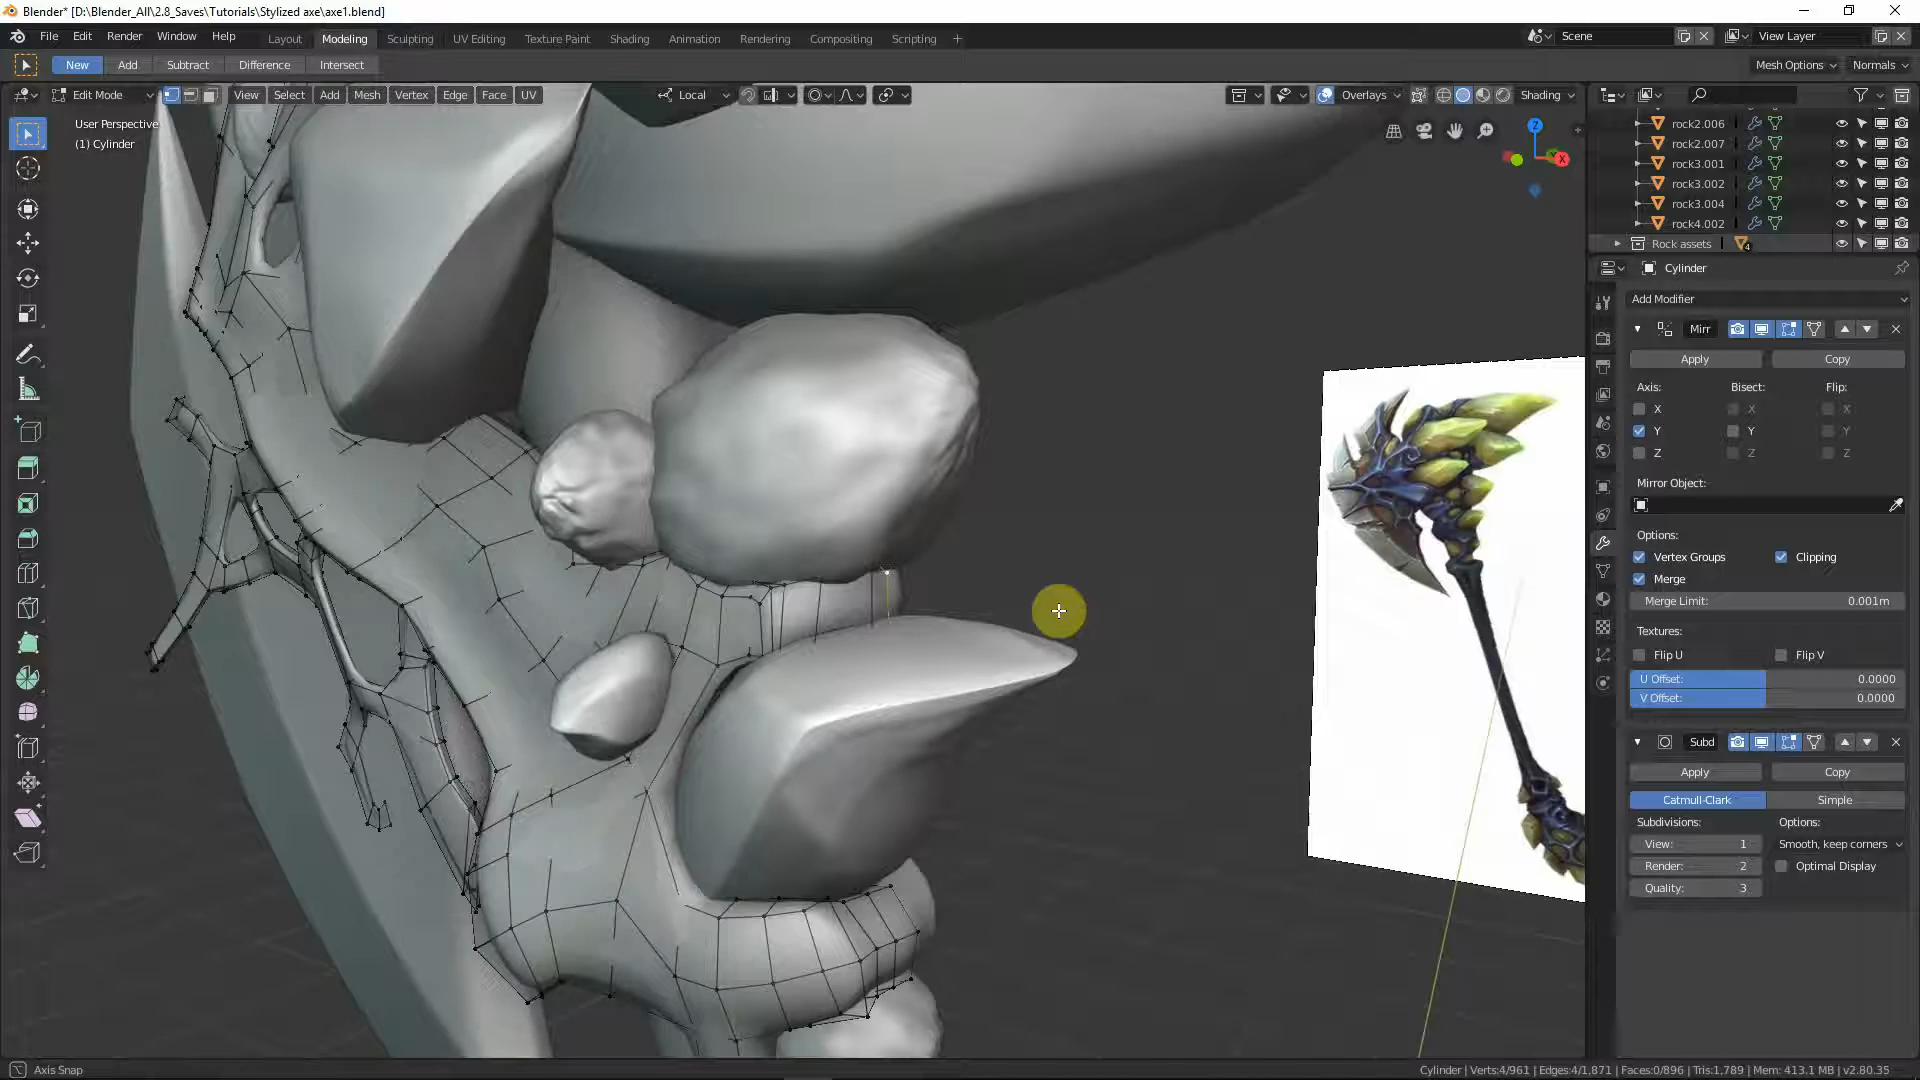 Blender* [D:\Blender_All\2.8_Saves\Tutorials\Stylized axe\axe1.blend]
File Edit Render Window Help Layout Modeling Sculpting UV Editing Texture Paint Shading Animation Rendering Compositing Scripting + Scene View Layer
New Add Subtract Difference Intersect Mesh Options Normals
Edit Mode View Select Add Mesh Vertex Edge Face UV Local Overlays Shading
User Perspective
(1) Cylinder
Z
X
rock2.006
rock2.007
rock3.001
rock3.002
rock3.004
rock4.002
Rock assets 4
Cylinder
Add Modifier
Mirr
Apply Copy
Axis: Bisect: Flip:
X X X
Y Y Y
Z Z Z
Mirror Object:
Options:
Vertex Groups Clipping
Merge
Merge Limit: 0.001m
Textures:
Flip U Flip V
U Offset: 0.0000
V Offset: 0.0000
Subd
Apply Copy
Catmull-Clark Simple
Subdivisions: Options:
View: 1 Smooth, keep corners
Render: 2 Optimal Display
Quality: 3
Axis Snap
Cylinder | Verts:4/961 | Edges:4/1,871 | Faces:0/896 | Tris:1,789 | Mem: 413.1 MB | v2.80.35